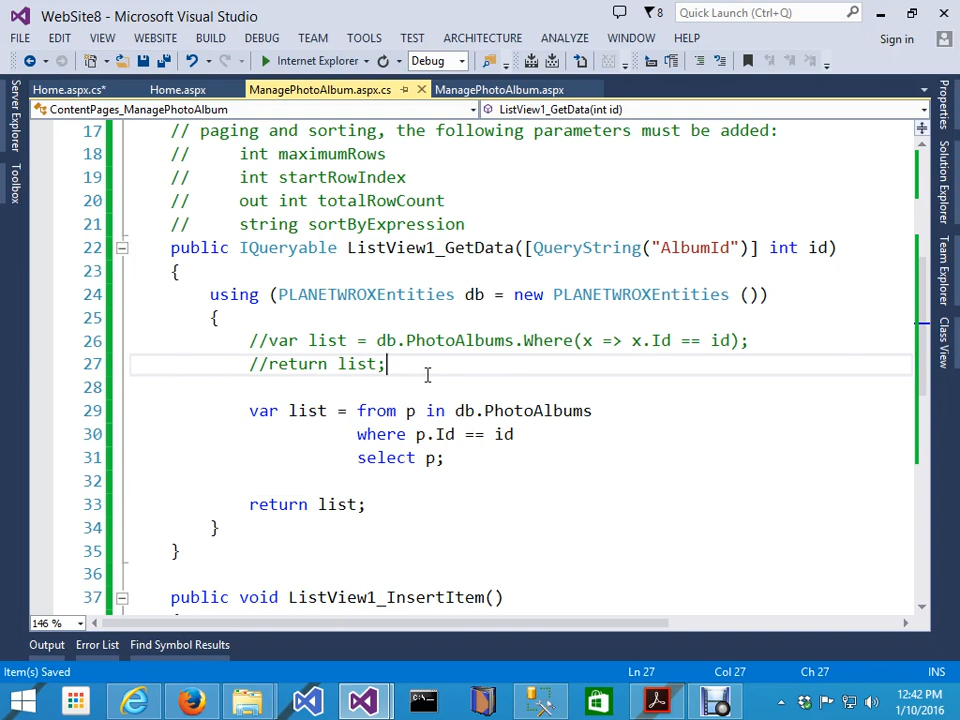 WebSite8 - Microsoft Visual Studio
8
Quick Launch (Ctrl+Q)
FILE EDIT VIEW WEBSITE BUILD DEBUG TEAM TOOLS TEST ARCHITECTURE ANALYZE WINDOW HELP
Sign in
Internet Explorer
Debug
Home.aspx.cs*
Home.aspx
ManagePhotoAlbum.aspx.cs
ManagePhotoAlbum.aspx
ContentPages_ManagePhotoAlbum
ListView1_GetData(int id)
Server Explorer
Toolbox
Properties
Solution Explorer
Team Explorer
Class View
17 // paging and sorting, the following parameters must be added:
18 //     int maximumRows
19 //     int startRowIndex
20 //     out int totalRowCount
21 //     string sortByExpression
22 public IQueryable ListView1_GetData([QueryString("AlbumId")] int id)
23 {
24     using (PLANETWROXEntities db = new PLANETWROXEntities ())
25     {
26         //var list = db.PhotoAlbums.Where(x => x.Id == id);
27         //return list;
28
29         var list = from p in db.PhotoAlbums
30                    where p.Id == id
31                    select p;
32
33         return list;
34     }
35 }
36
37 public void ListView1_InsertItem()
146 %
Output
Error List
Find Symbol Results
Item(s) Saved
Ln 27
Col 27
Ch 27
INS
12:42 PM
1/10/2016